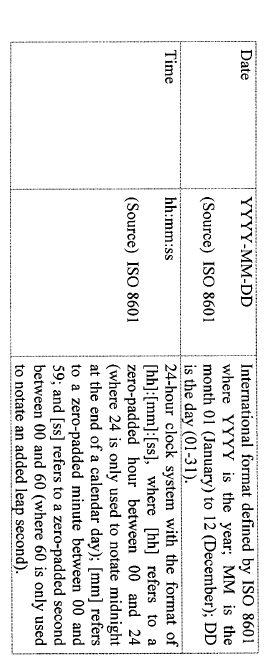 Date
YYYY-MM-DD
(Source) ISO 8601
International format defined by ISO 8601
where YYYY is the year; MM is the
month 01 (January) to 12 (December); DD
is the day (01-31).
Time
hh:mm:ss
(Source) ISO 8601
24-hour clock system with the format of
[hh]:[mm]:[ss], where [hh] refers to a
zero-padded hour between 00 and 24
(where 24 is only used to notate midnight
at the end of a calendar day); [mm] refers
to a zero-padded minute between 00 and
59; and [ss] refers to a zero-padded second
between 00 and 60 (where 60 is only used
to notate an added leap second).